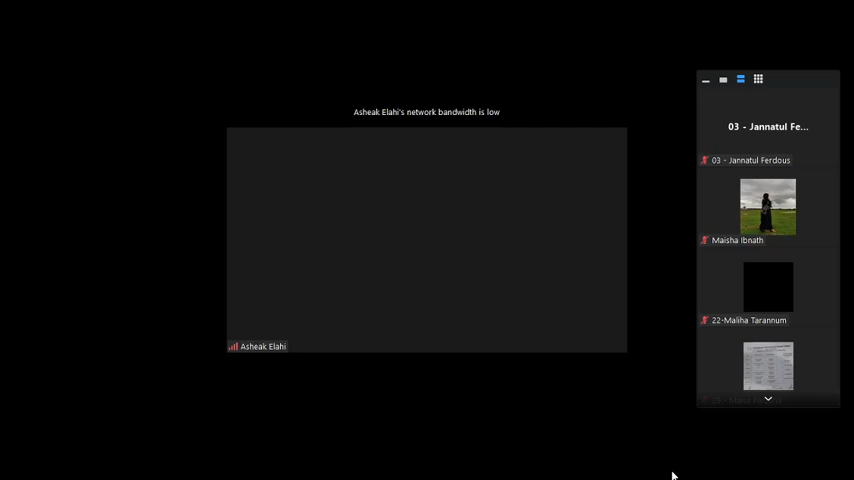 Asheak Elahi's network bandwidth is low
Asheak Elahi
03 - Jannatul Fe...
03 - Jannatul Ferdous
Maisha Ibnath
22-Maliha Tarannum